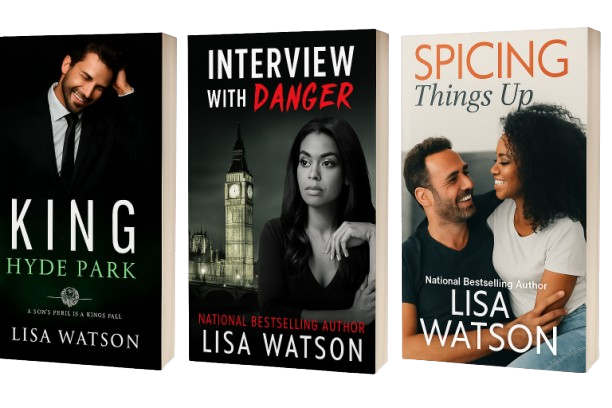 KING
HYDE PARK
A SON'S PERIL IS A KINGS FALL
LISA WATSON
INTERVIEW
WITH DANGER
NATIONAL BESTSELLING AUTHOR
LISA WATSON
SPICING
Things Up
National Bestselling Author
LISA
WATSON